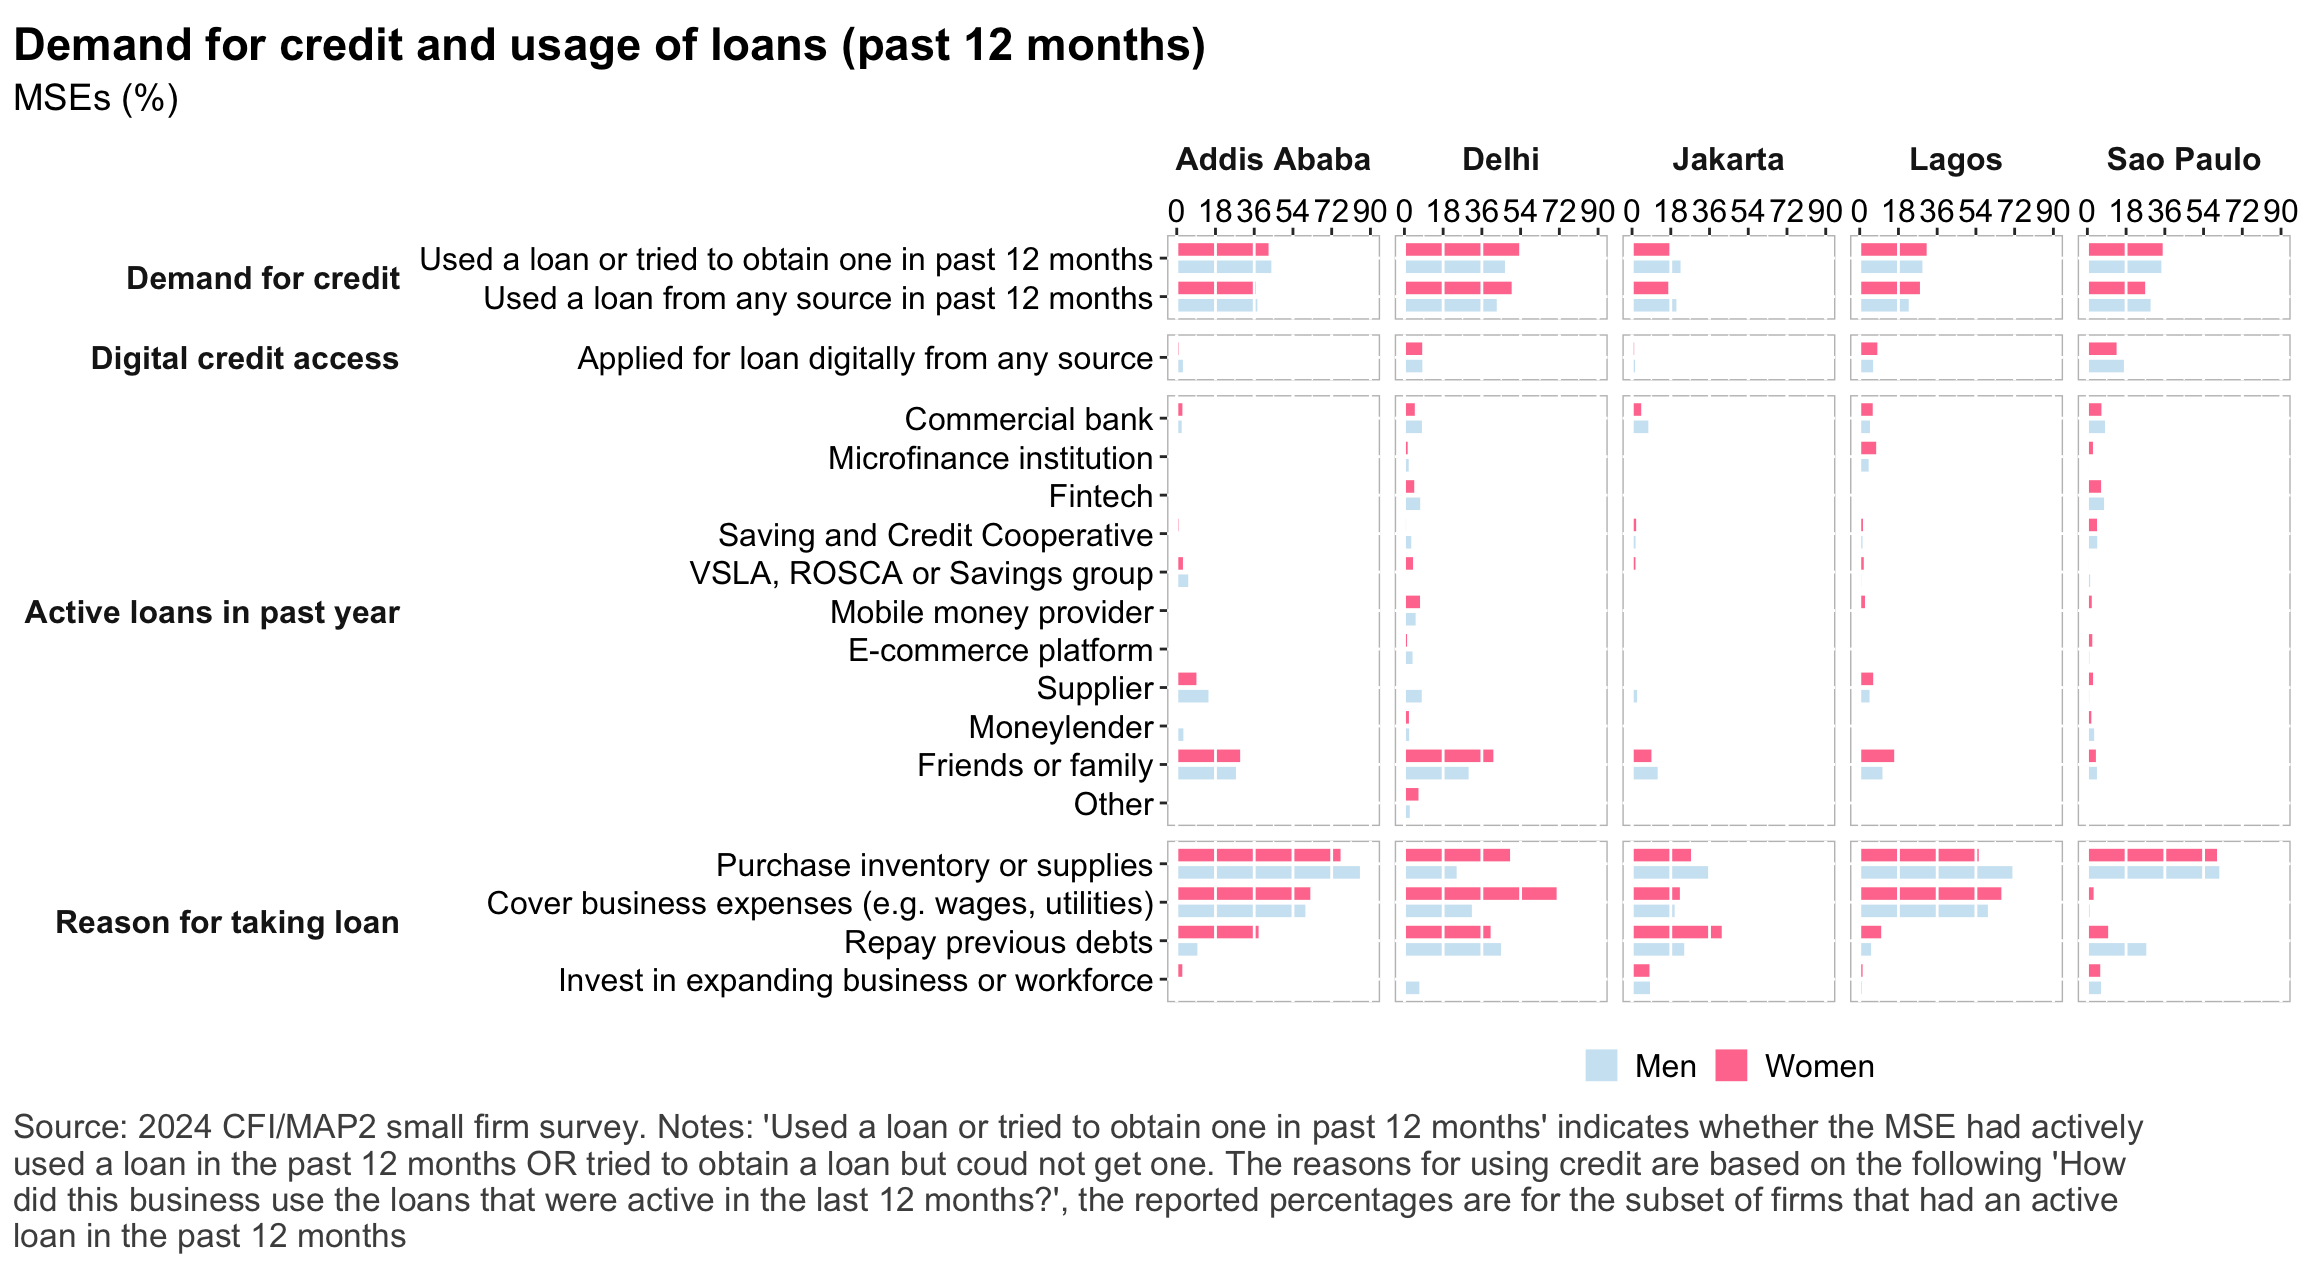 Demand for credit and usage of loans (past 12 months)
MSEs (%)
Addis Ababa Delhi Jakarta Lagos Sao Paulo
0 18 36 54 72 90 0 18 36 54 72 90 0 18 36 54 72 90 0 18 36 54 72 90 0 18 36 54 72 90
Demand for credit
Used a loan or tried to obtain one in past 12 months
Used a loan from any source in past 12 months
Digital credit access
Applied for loan digitally from any source
Active loans in past year
Commercial bank
Microfinance institution
Fintech
Saving and Credit Cooperative
VSLA, ROSCA or Savings group
Mobile money provider
E-commerce platform
Supplier
Moneylender
Friends or family
Other
Reason for taking loan
Purchase inventory or supplies
Cover business expenses (e.g. wages, utilities)
Repay previous debts
Invest in expanding business or workforce
Men Women
Source: 2024 CFI/MAP2 small firm survey. Notes: 'Used a loan or tried to obtain one in past 12 months' indicates whether the MSE had actively
used a loan in the past 12 months OR tried to obtain a loan but coud not get one. The reasons for using credit are based on the following 'How
did this business use the loans that were active in the last 12 months?', the reported percentages are for the subset of firms that had an active
loan in the past 12 months